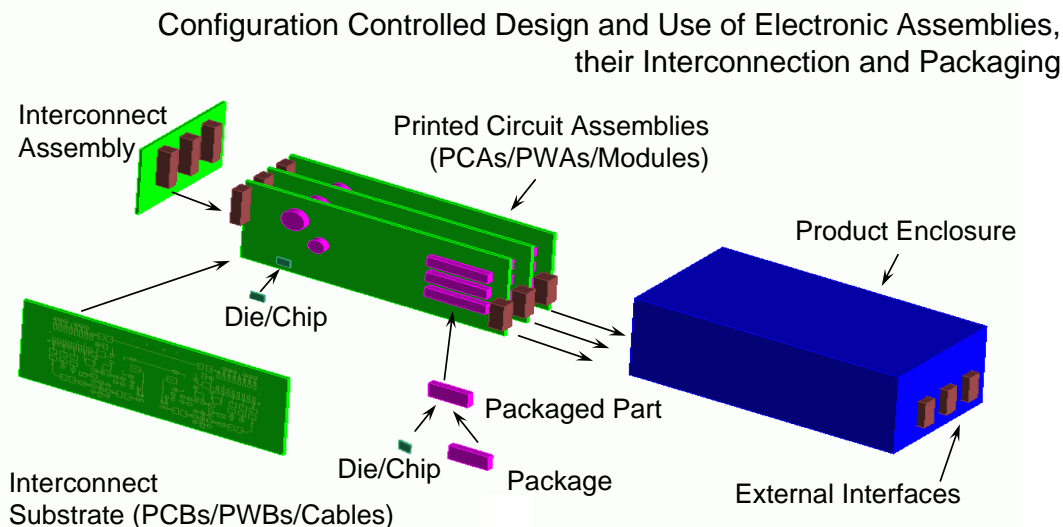 Configuration Controlled Design and Use of Electronic Assemblies,
their Interconnection and Packaging
Interconnect
Assembly
Printed Circuit Assemblies
(PCAs/PWAs/Modules)
Product Enclosure
Die/Chip
Packaged Part
Die/Chip
Package
External Interfaces
Interconnect
Substrate (PCBs/PWBs/Cables)